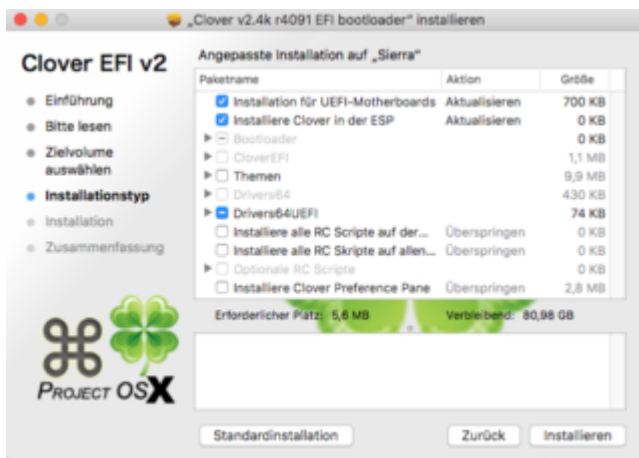 „Clover v2.4k r4091 EFI bootloader“ installieren
Clover EFI v2
Einführung
Bitte lesen
Zielvolume
auswählen
Installationstyp
Installation
Zusammenfassung
Angepasste Installation auf „Sierra“
Paketname Aktion Größe
Installation für UEFI-Motherboards Aktualisieren 700 KB
Installiere Clover in der ESP Aktualisieren 0 KB
Bootloader 0 KB
CloverEFI 1,1 MB
Themen 9,9 MB
Drivers64 430 KB
Drivers64UEFI 74 KB
Installiere alle RC Scripte auf der... Überspringen 0 KB
Installiere alle RC Skripte auf allen... Überspringen 0 KB
Optionale RC Scripte 0 KB
Installiere Clover Preference Pane Überspringen 2,8 MB
Erforderlicher Platz: 5,6 MB Verbleibend: 80,98 GB
PROJECT OSX
Standardinstallation Zurück Installieren